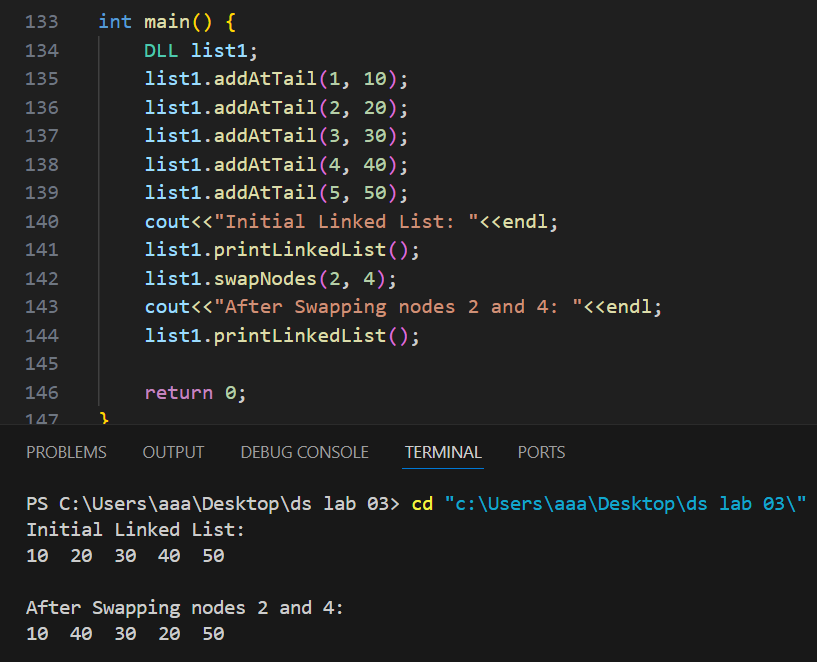 133 int main() {
134 DLL list1;
135 list1.addAtTail(1, 10);
136 list1.addAtTail(2, 20);
137 list1.addAtTail(3, 30);
138 list1.addAtTail(4, 40);
139 list1.addAtTail(5, 50);
140 cout<<"Initial Linked List: "<<endl;
141 list1.printLinkedList();
142 list1.swapNodes(2, 4);
143 cout<<"After Swapping nodes 2 and 4: "<<endl;
144 list1.printLinkedList();
145
146 return 0;
147 }
PROBLEMS OUTPUT DEBUG CONSOLE TERMINAL PORTS
PS C:\Users\aaa\Desktop\ds lab 03> cd "c:\Users\aaa\Desktop\ds lab 03\"
Initial Linked List:
10 20 30 40 50
After Swapping nodes 2 and 4:
10 40 30 20 50